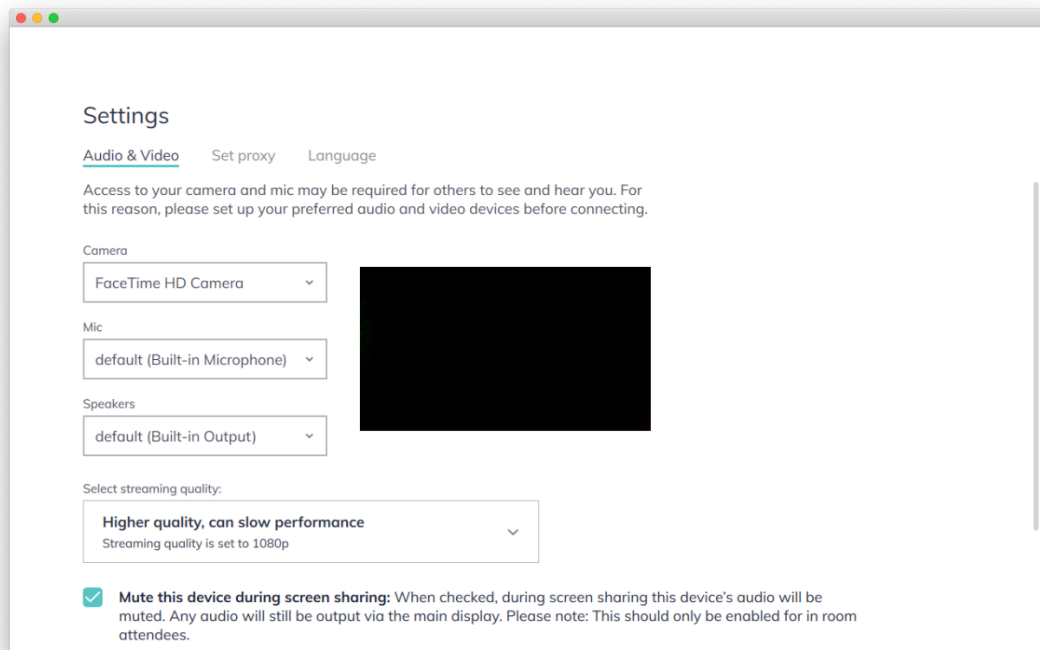 Settings
Audio & Video Set proxy Language
Access to your camera and mic may be required for others to see and hear you. For
this reason, please set up your preferred audio and video devices before connecting.
Camera
FaceTime HD Camera
Mic
default (Built-in Microphone)
Speakers
default (Built-in Output)
Select streaming quality:
Higher quality, can slow performance
Streaming quality is set to 1080p
Mute this device during screen sharing: When checked, during screen sharing this device’s audio will be
muted. Any audio will still be output via the main display. Please note: This should only be enabled for in room
attendees.